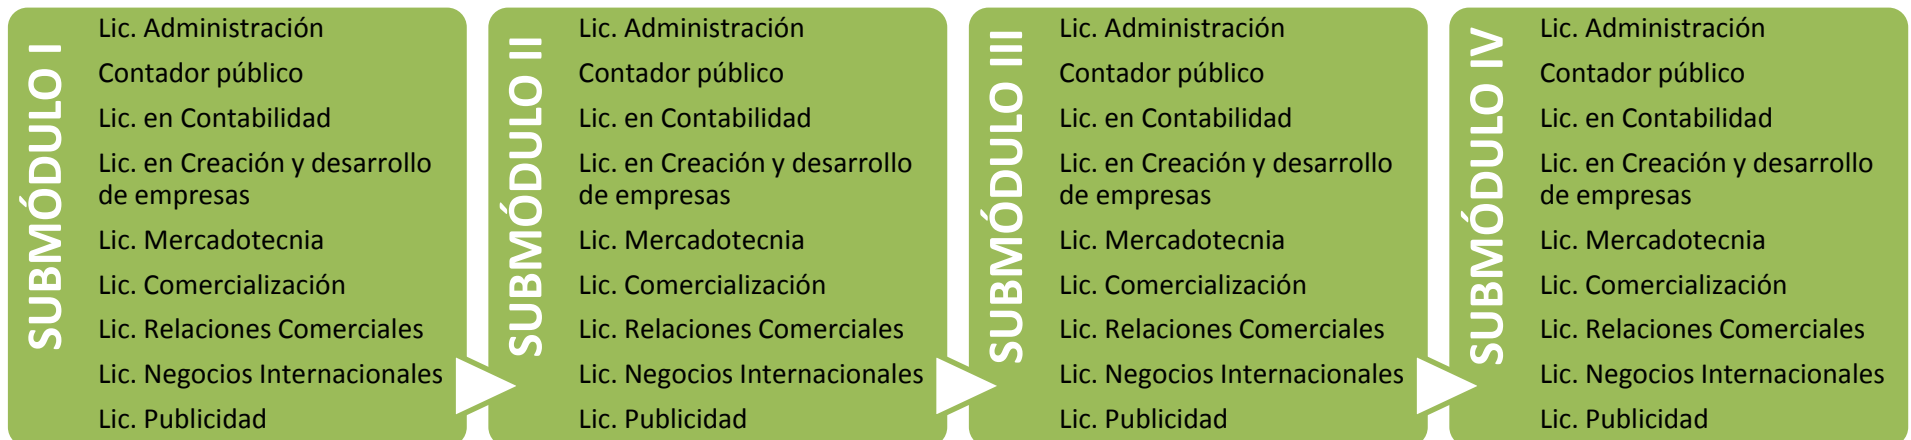 SUBMÓDULO I
Lic. Administración
Contador público
Lic. en Contabilidad
Lic. en Creación y desarrollo
de empresas
Lic. Mercadotecnia
Lic. Comercialización
Lic. Relaciones Comerciales
Lic. Negocios Internacionales
Lic. Publicidad
SUBMÓDULO II
Lic. Administración
Contador público
Lic. en Contabilidad
Lic. en Creación y desarrollo
de empresas
Lic. Mercadotecnia
Lic. Comercialización
Lic. Relaciones Comerciales
Lic. Negocios Internacionales
Lic. Publicidad
SUBMÓDULO III
Lic. Administración
Contador público
Lic. en Contabilidad
Lic. en Creación y desarrollo
de empresas
Lic. Mercadotecnia
Lic. Comercialización
Lic. Relaciones Comerciales
Lic. Negocios Internacionales
Lic. Publicidad
SUBMÓDULO IV
Lic. Administración
Contador público
Lic. en Contabilidad
Lic. en Creación y desarrollo
de empresas
Lic. Mercadotecnia
Lic. Comercialización
Lic. Relaciones Comerciales
Lic. Negocios Internacionales
Lic. Publicidad